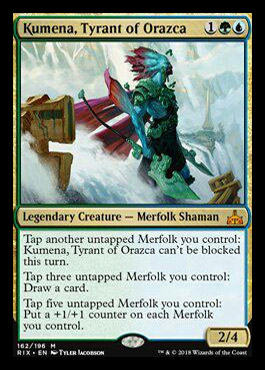 Kumena, Tyrant of Orazca 1
Legendary Creature — Merfolk Shaman
Tap another untapped Merfolk you control:
Kumena, Tyrant of Orazca can't be blocked
this turn.
Tap three untapped Merfolk you control:
Draw a card.
Tap five untapped Merfolk you control:
Put a +1/+1 counter on each Merfolk
you control.
2/4
162/196 M
RIX • EN Tyler Jacobson ™ & © 2018 Wizards of the Coast